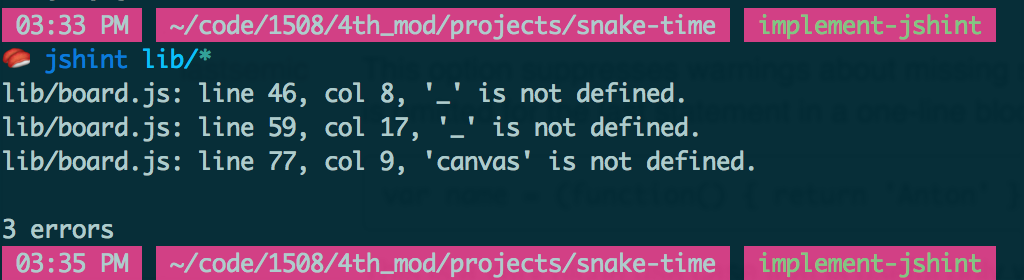 03:33 PM ~/code/1508/4th_mod/projects/snake-time implement-jshint
🍣 jshint lib/*
lib/board.js: line 46, col 8, '_' is not defined.
lib/board.js: line 59, col 17, '_' is not defined.
lib/board.js: line 77, col 9, 'canvas' is not defined.
3 errors
03:35 PM ~/code/1508/4th_mod/projects/snake-time implement-jshint